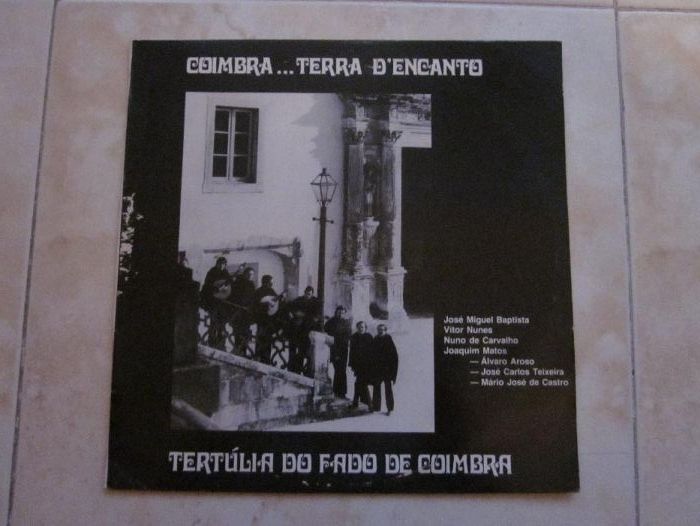 COIMBRA...TERRA D'ENCANTO
José Miguel Baptista
Vitor Nunes
Nuno de Carvalho
Joaquim Matos
— Álvaro Aroso
— José Carlos Teixeira
— Mário José de Castro
TERTÚLIA DO FADO DE COIMBRA